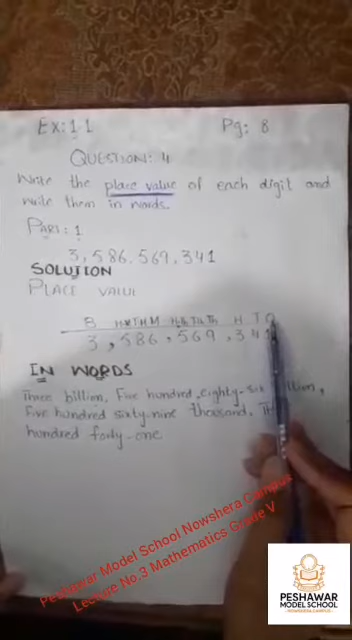 Ex: 1.1 Pg: 8
QUESTION: 4
Write the place value of each digit and
write them in words.
PART: 1
3,586,569,341
SOLUTION
PLACE VALUE
B HM TM M HTh TTh Th H T O
3,586,569,341
IN WORDS
Three billion, Five hundred eighty-six million,
Five hundred sixty-nine thousand,
hundred forty-one
Peshawar Model School Nowshera Campus
Lecture No.3 Mathematics Grade V
PESHAWAR
MODEL SCHOOL
NOWSHERA CAMPUS